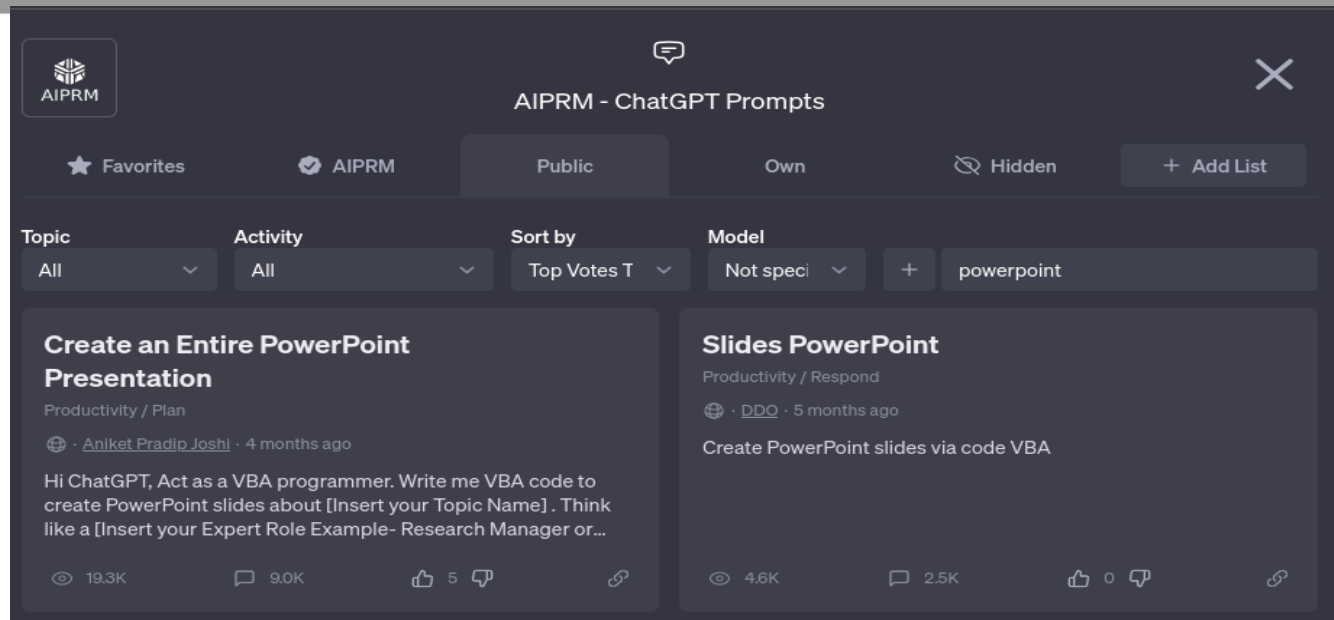 AIPRM
AIPRM - ChatGPT Prompts
Favorites
AIPRM
Public
Own
Hidden
+ Add List
Topic
Activity
Sort by
Model
All
All
Top Votes T
Not speci
+
powerpoint
Create an Entire PowerPoint
Presentation
Productivity / Plan
· Aniket Pradip Joshi · 4 months ago
Hi ChatGPT, Act as a VBA programmer. Write me VBA code to
create PowerPoint slides about [Insert your Topic Name] . Think
like a [Insert your Expert Role Example- Research Manager or...
19.3K
9.0K
5
Slides PowerPoint
Productivity / Respond
· DDO · 5 months ago
Create PowerPoint slides via code VBA
4.6K
2.5K
0